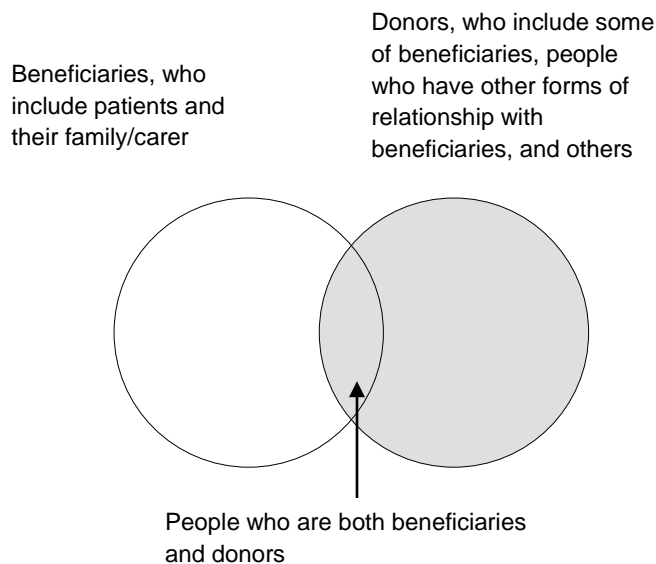 Beneficiaries, who
include patients and
their family/carer
Donors, who include some
of beneficiaries, people
who have other forms of
relationship with
beneficiaries, and others
People who are both beneficiaries
and donors